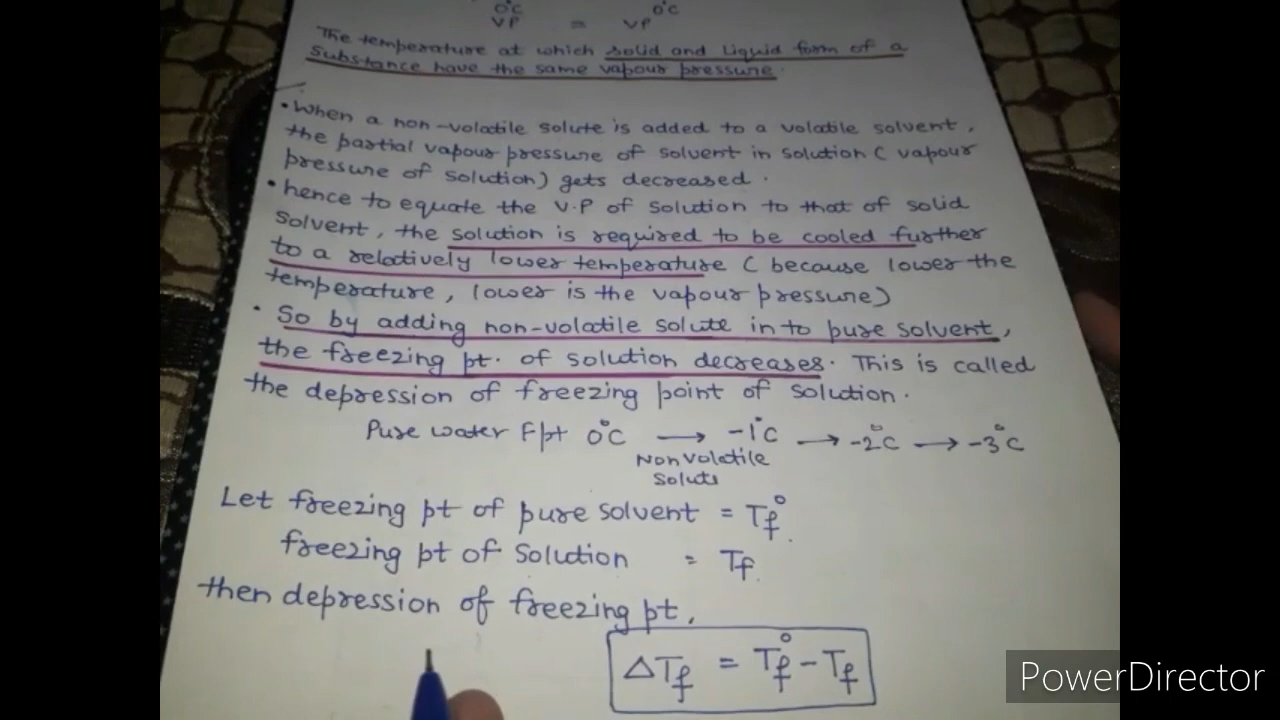 0°C 0°C
VP = VP
The temperature at which solid and liquid form of a
substance have the same vapour pressure.
• When a non-volatile solute is added to a volatile solvent,
the partial vapour pressure of solvent in solution ( vapour
pressure of solution) gets decreased.
• hence to equate the V.P of solution to that of solid
solvent, the solution is required to be cooled further
to a relatively lower temperature ( because lower the
temperature, lower is the vapour pressure)
• So by adding non-volatile solute in to pure solvent,
the freezing pt. of solution decreases. This is called
the depression of freezing point of solution.
Pure water Fpt 0°C → -1°C → -2°C → -3°C
Non volatile
Solute
Let freezing pt of pure solvent = Tf°.
freezing pt of solution = Tf.
then depression of freezing pt,
ΔTf = Tf° - Tf
PowerDirector